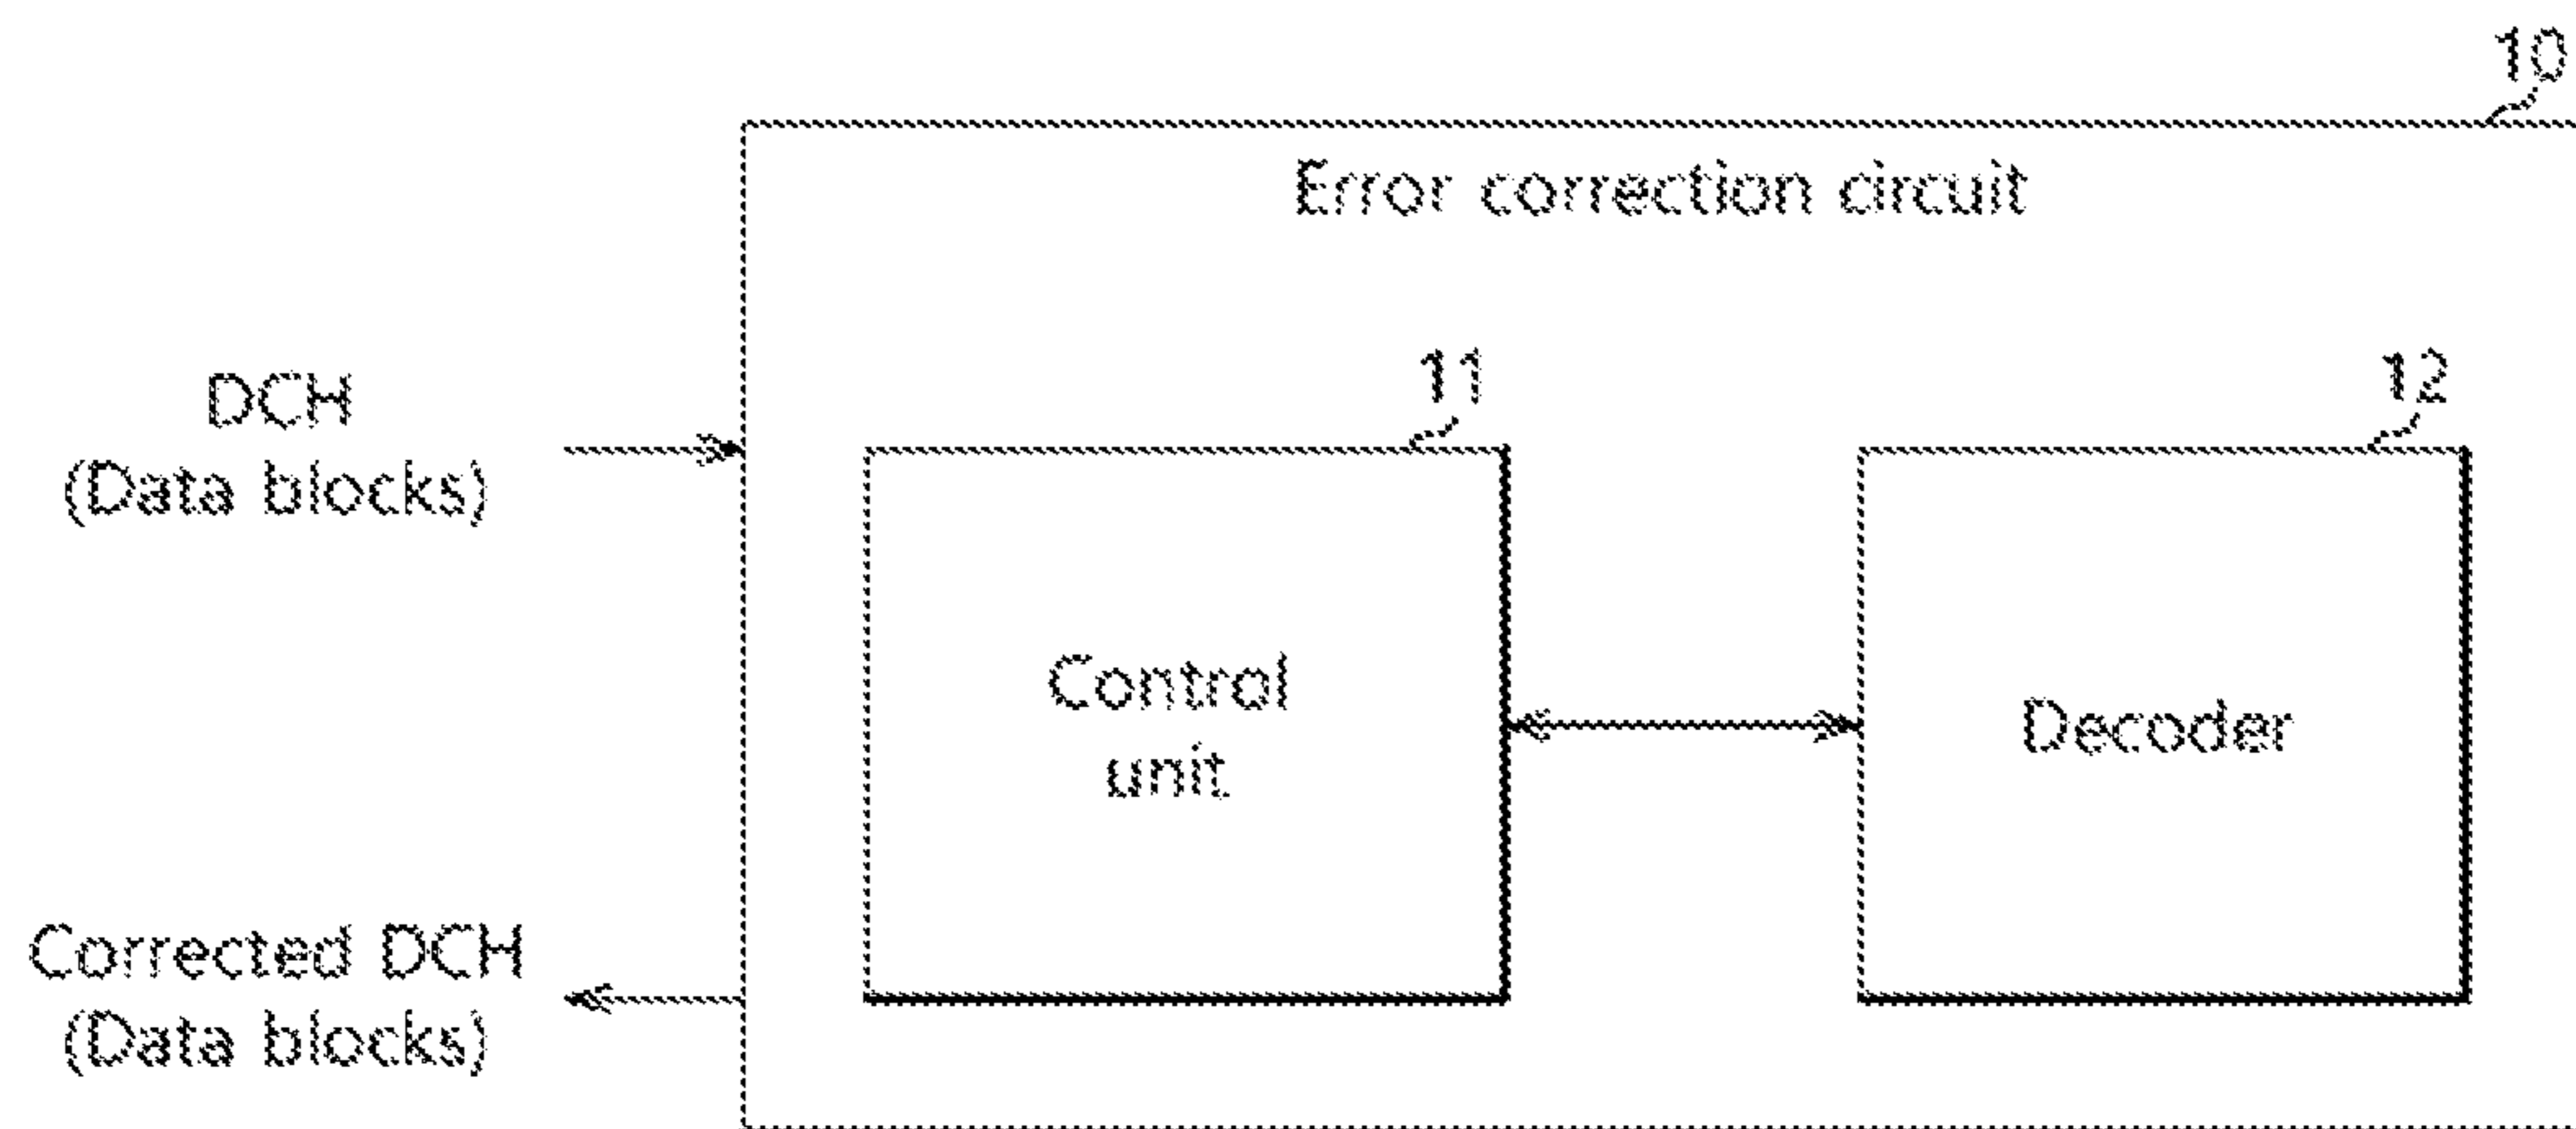 10
Error correction circuit
DCH
(Data blocks)
11
12
Control
unit
Decoder
Corrected DCH
(Data blocks)